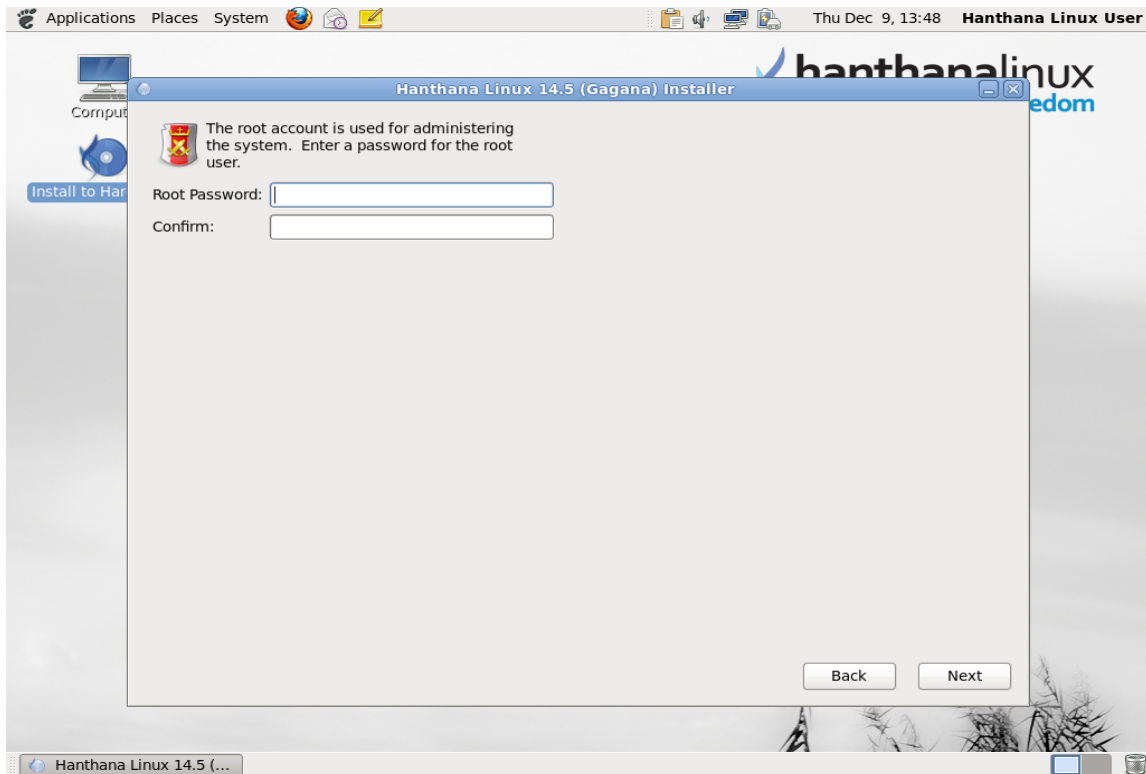 Applications Places System Thu Dec 9, 13:48 Hanthana Linux User
hanthanalinux
edom
Comput
Install to Har
Hanthana Linux 14.5 (Gagana) Installer
The root account is used for administering
the system. Enter a password for the root
user.
Root Password:
Confirm:
Back Next
Hanthana Linux 14.5 (...